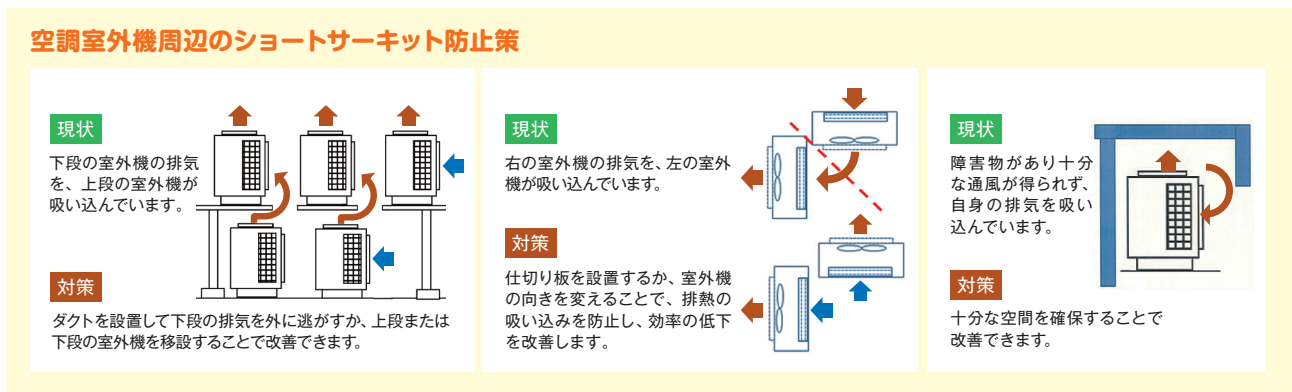 空調室外機周辺のショートサーキット防止策
現状
下段の室外機の排気
を、上段の室外機が
吸い込んでいます。
対策
ダクトを設置して下段の排気を外に逃がすか、上段または
下段の室外機を移設することで改善できます。
現状
右の室外機の排気を、左の室外
機が吸い込んでいます。
対策
仕切り板を設置するか、室外機
の向きを変えることで、排熱の
吸い込みを防止し、効率の低下
を改善します。
現状
障害物があり十分
な通風が得られず、
自身の排気を吸い
込んでいます。
対策
十分な空間を確保することで
改善できます。